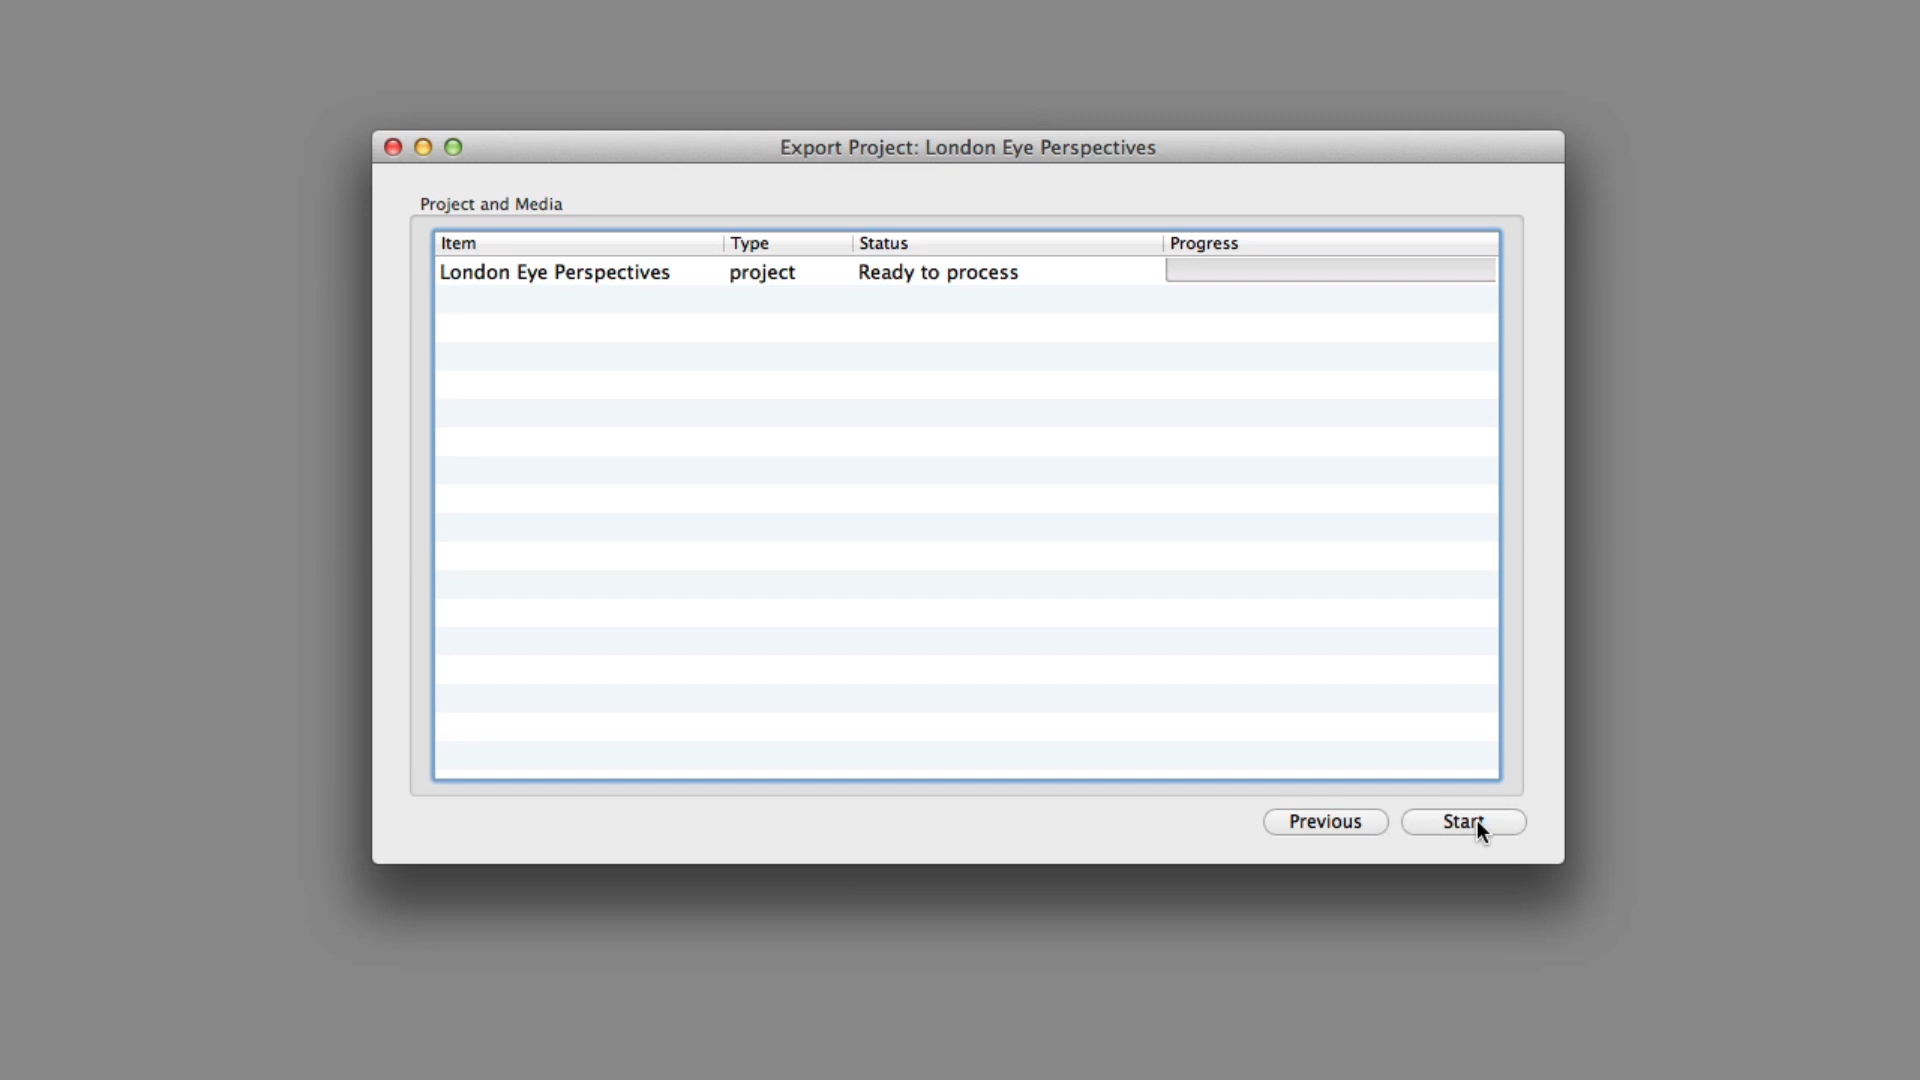 Export Project: London Eye Perspectives
Project and Media
Item Type Status Progress
London Eye Perspectives project Ready to process
Previous Start